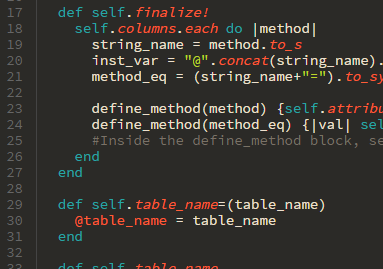 17 def self.finalize!
18 self.columns.each do |method|
19 string_name = method.to_s
20 inst_var = "@".concat(string_name).
21 method_eq = (string_name+"=").to_sy
22
23 define_method(method) {self.attribu
24 define_method(method_eq) {|val| sel
25 #Inside the define_method block, se
26 end
27 end
28
29 def self.table_name=(table_name)
30 @table_name = table_name
31 end
32
33 def self.table_name